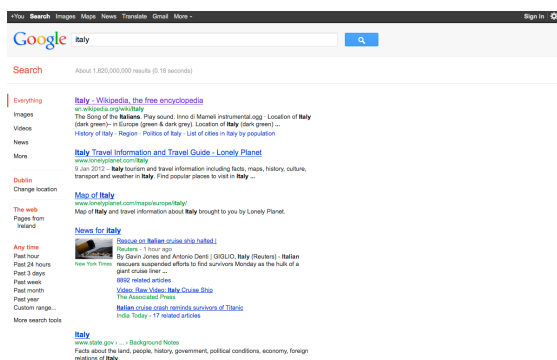 +You Search Images Maps News Translate Gmail More
Sign in
Google
italy
Search
About 1,820,000,000 results (0.18 seconds)
Everything
Images
Videos
News
More
Dublin
Change location
The web
Pages from
Ireland
Any time
Past hour
Past 24 hours
Past 3 days
Past week
Past month
Past year
Custom range...
More search tools
Italy - Wikipedia, the free encyclopedia
en.wikipedia.org/wiki/Italy
The Song of the Italians. Play sound. Inno di Mameli instrumental.ogg · Location of Italy
(dark green)– in Europe (green & dark grey). Location of Italy (dark green) ...
History of Italy - Region - Politics of Italy - List of cities in Italy by population
Italy Travel Information and Travel Guide - Lonely Planet
www.lonelyplanet.com/italy
9 Jan 2012 – Italy tourism and travel information including facts, maps, history, culture,
transport and weather in Italy. Find popular places to visit in Italy ...
Map of Italy
www.lonelyplanet.com/maps/europe/italy/
Map of Italy and travel information about Italy brought to you by Lonely Planet.
News for italy
New York Times
Rescue on Italian cruise ship halted
Reuters - 1 hour ago
By Gavin Jones and Antonio Denti | GIGLIO, Italy (Reuters) - Italian
rescuers suspended efforts to find survivors Monday as the hulk of a
giant cruise liner ...
8892 related articles
Video: Raw Video: Italy Cruise Ship
The Associated Press
Italian cruise crash reminds survivors of Titanic
India Today - 17 related articles
Italy
www.state.gov › ... › Background Notes
Facts about the land, people, history, government, political conditions, economy, foreign
relations of Italy.